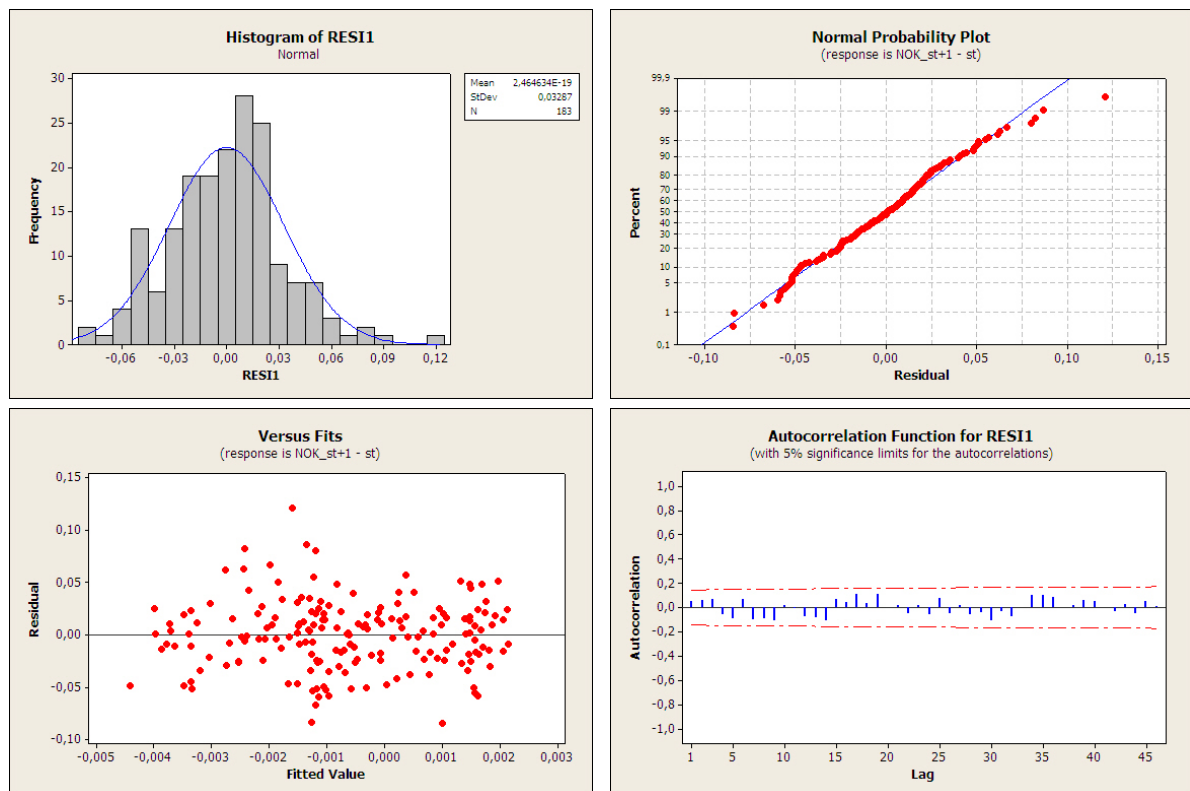 Histogram of RESI1
Normal
Mean 2,464634E-19
StDev 0,03287
N 183
30
25
20
15
10
5
0
Frequency
-0,06 -0,03 0,00 0,03 0,06 0,09 0,12
RESI1
Normal Probability Plot
(response is NOK_st+1 - st)
99,9
99
95
90
80
70
60
50
40
30
20
10
5
1
0,1
Percent
-0,10 -0,05 0,00 0,05 0,10 0,15
Residual
Versus Fits
(response is NOK_st+1 - st)
0,15
0,10
0,05
0,00
-0,05
-0,10
Residual
-0,005 -0,004 -0,003 -0,002 -0,001 0,000 0,001 0,002 0,003
Fitted Value
Autocorrelation Function for RESI1
(with 5% significance limits for the autocorrelations)
1,0
0,8
0,6
0,4
0,2
0,0
-0,2
-0,4
-0,6
-0,8
-1,0
Autocorrelation
1 5 10 15 20 25 30 35 40 45
Lag